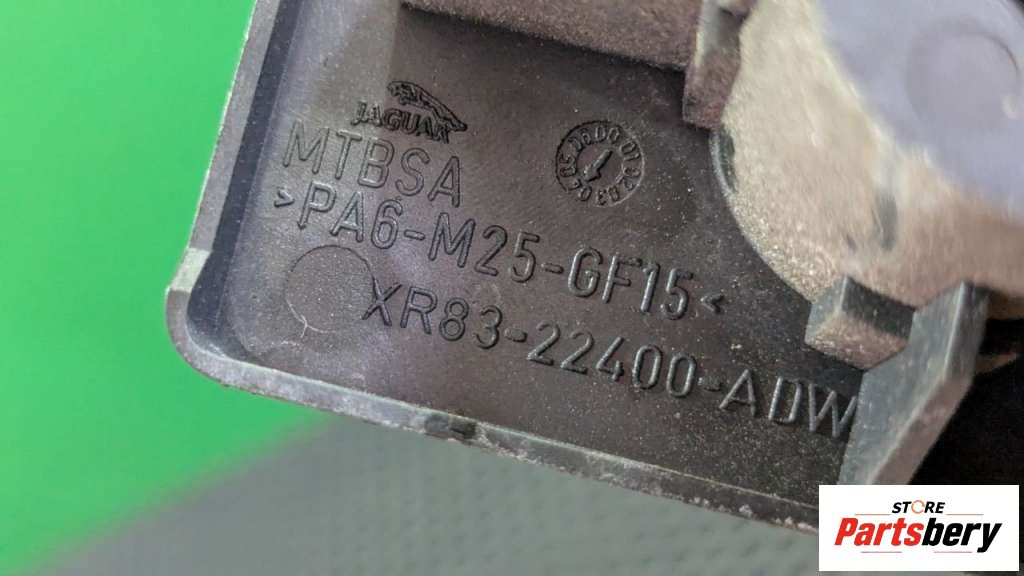 JAGUAR
MTBSA
>PA6-M25-GF15<
XR83-22400-ADW
STORE
Partsbery